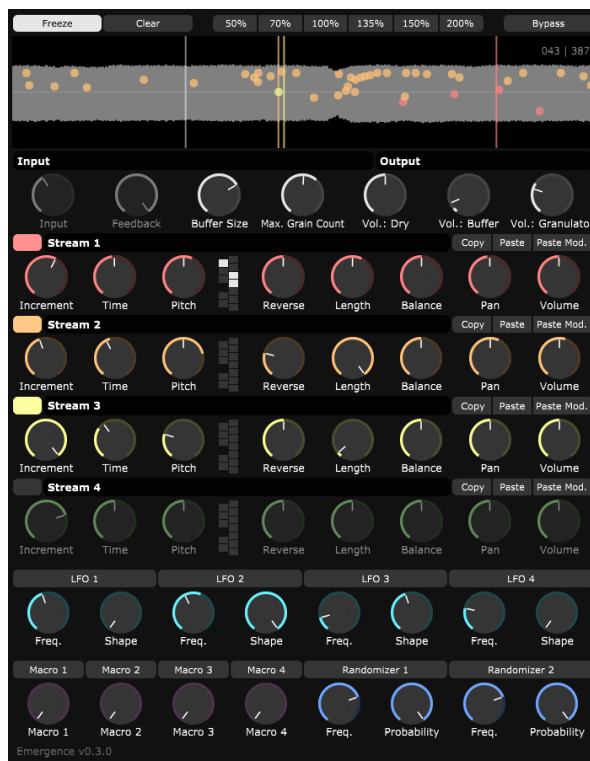 Freeze Clear 50% 70% 100% 135% 150% 200% Bypass
043 | 387
Input Output
Input Feedback Buffer Size Max. Grain Count Vol.: Dry Vol.: Buffer Vol.: Granulator
Stream 1 Copy Paste Paste Mod.
Increment Time Pitch Reverse Length Balance Pan Volume
Stream 2 Copy Paste Paste Mod.
Increment Time Pitch Reverse Length Balance Pan Volume
Stream 3 Copy Paste Paste Mod.
Increment Time Pitch Reverse Length Balance Pan Volume
Stream 4 Copy Paste Paste Mod.
Increment Time Pitch Reverse Length Balance Pan Volume
LFO 1 LFO 2 LFO 3 LFO 4
Freq. Shape Freq. Shape Freq. Shape Freq. Shape
Macro 1 Macro 2 Macro 3 Macro 4 Randomizer 1 Randomizer 2
Macro 1 Macro 2 Macro 3 Macro 4 Freq. Probability Freq. Probability
Emergence v0.3.0